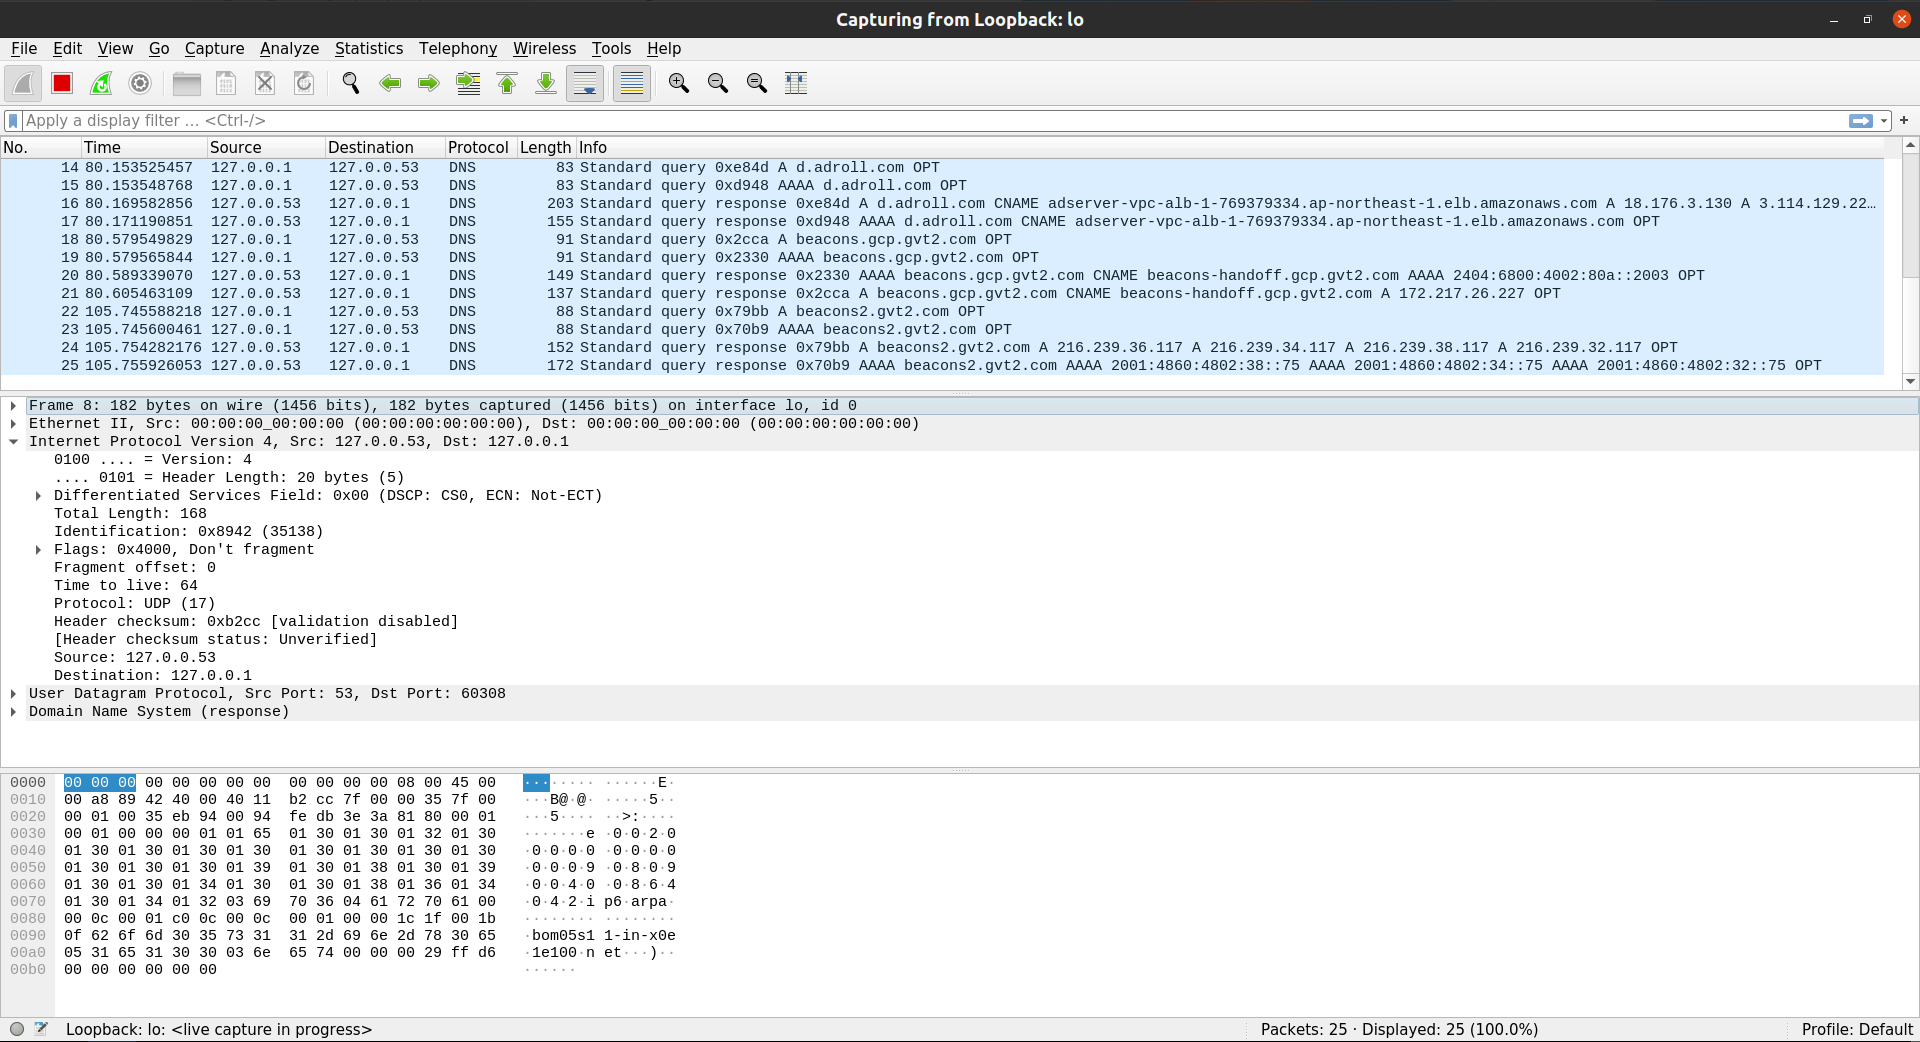 Capturing from Loopback: lo
File Edit View Go Capture Analyze Statistics Telephony Wireless Tools Help
Apply a display filter … <Ctrl-/>
No. Time Source Destination Protocol Length Info
14 80.153525457 127.0.0.1 127.0.0.53 DNS 83 Standard query 0xe84d A d.adroll.com OPT
15 80.153548768 127.0.0.1 127.0.0.53 DNS 83 Standard query 0xd948 AAAA d.adroll.com OPT
16 80.169582856 127.0.0.53 127.0.0.1 DNS 203 Standard query response 0xe84d A d.adroll.com CNAME adserver-vpc-alb-1-769379334.ap-northeast-1.elb.amazonaws.com A 18.176.3.130 A 3.114.129.22…
17 80.171190851 127.0.0.53 127.0.0.1 DNS 155 Standard query response 0xd948 AAAA d.adroll.com CNAME adserver-vpc-alb-1-769379334.ap-northeast-1.elb.amazonaws.com OPT
18 80.579549829 127.0.0.1 127.0.0.53 DNS 91 Standard query 0x2cca A beacons.gcp.gvt2.com OPT
19 80.579565844 127.0.0.1 127.0.0.53 DNS 91 Standard query 0x2330 AAAA beacons.gcp.gvt2.com OPT
20 80.589339070 127.0.0.53 127.0.0.1 DNS 149 Standard query response 0x2330 AAAA beacons.gcp.gvt2.com CNAME beacons-handoff.gcp.gvt2.com AAAA 2404:6800:4002:80a::2003 OPT
21 80.605463109 127.0.0.53 127.0.0.1 DNS 137 Standard query response 0x2cca A beacons.gcp.gvt2.com CNAME beacons-handoff.gcp.gvt2.com A 172.217.26.227 OPT
22 105.745588218 127.0.0.1 127.0.0.53 DNS 88 Standard query 0x79bb A beacons2.gvt2.com OPT
23 105.745600461 127.0.0.1 127.0.0.53 DNS 88 Standard query 0x70b9 AAAA beacons2.gvt2.com OPT
24 105.754282176 127.0.0.53 127.0.0.1 DNS 152 Standard query response 0x79bb A beacons2.gvt2.com A 216.239.36.117 A 216.239.34.117 A 216.239.38.117 A 216.239.32.117 OPT
25 105.755926053 127.0.0.53 127.0.0.1 DNS 172 Standard query response 0x70b9 AAAA beacons2.gvt2.com AAAA 2001:4860:4802:38::75 AAAA 2001:4860:4802:34::75 AAAA 2001:4860:4802:32::75 OPT
Frame 8: 182 bytes on wire (1456 bits), 182 bytes captured (1456 bits) on interface lo, id 0
Ethernet II, Src: 00:00:00_00:00:00 (00:00:00:00:00:00), Dst: 00:00:00_00:00:00 (00:00:00:00:00:00)
Internet Protocol Version 4, Src: 127.0.0.53, Dst: 127.0.0.1
0100 .... = Version: 4
.... 0101 = Header Length: 20 bytes (5)
Differentiated Services Field: 0x00 (DSCP: CS0, ECN: Not-ECT)
Total Length: 168
Identification: 0x8942 (35138)
Flags: 0x4000, Don't fragment
Fragment offset: 0
Time to live: 64
Protocol: UDP (17)
Header checksum: 0xb2cc [validation disabled]
[Header checksum status: Unverified]
Source: 127.0.0.53
Destination: 127.0.0.1
User Datagram Protocol, Src Port: 53, Dst Port: 60308
Domain Name System (response)
0000 00 00 00 00 00 00 00 00 00 00 00 00 08 00 45 00 ········ ······E·
0010 00 a8 89 42 40 00 40 11 b2 cc 7f 00 00 35 7f 00 ···B@·@· ·····5··
0020 00 01 00 35 eb 94 00 94 fe db 3e 3a 81 80 00 01 ···5···· ··>:····
0030 00 01 00 00 00 01 01 65 01 30 01 30 01 32 01 30 ·······e ·0·0·2·0
0040 01 30 01 30 01 30 01 30 01 30 01 30 01 30 01 30 ·0·0·0·0 ·0·0·0·0
0050 01 30 01 30 01 30 01 39 01 30 01 38 01 30 01 39 ·0·0·0·9 ·0·8·0·9
0060 01 30 01 30 01 34 01 30 01 30 01 38 01 36 01 34 ·0·0·4·0 ·0·8·6·4
0070 01 30 01 34 01 32 03 69 70 36 04 61 72 70 61 00 ·0·4·2·i p6·arpa·
0080 00 0c 00 01 c0 0c 00 0c 00 01 00 00 1c 1f 00 1b ········ ········
0090 0f 62 6f 6d 30 35 73 31 31 2d 69 6e 2d 78 30 65 ·bom05s1 1-in-x0e
00a0 05 31 65 31 30 30 03 6e 65 74 00 00 00 29 ff d6 ·1e100·n et···)··
00b0 00 00 00 00 00 00 ······
Loopback: lo: <live capture in progress> Packets: 25 · Displayed: 25 (100.0%) Profile: Default